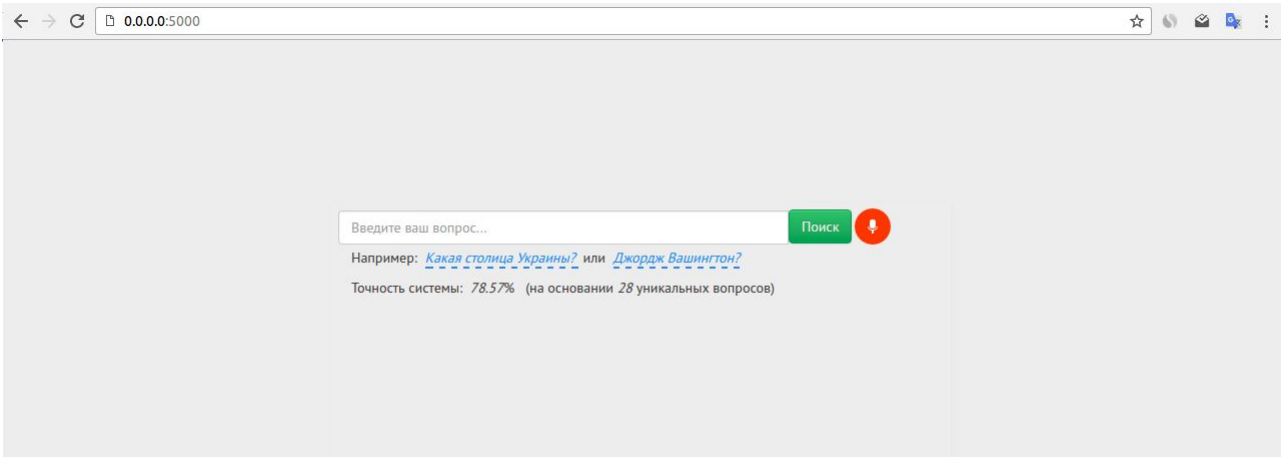 0.0.0.0:5000
Введите ваш вопрос... Поиск
Например: Какая столица Украины? или Джордж Вашингтон?
Точность системы: 78.57% (на основании 28 уникальных вопросов)